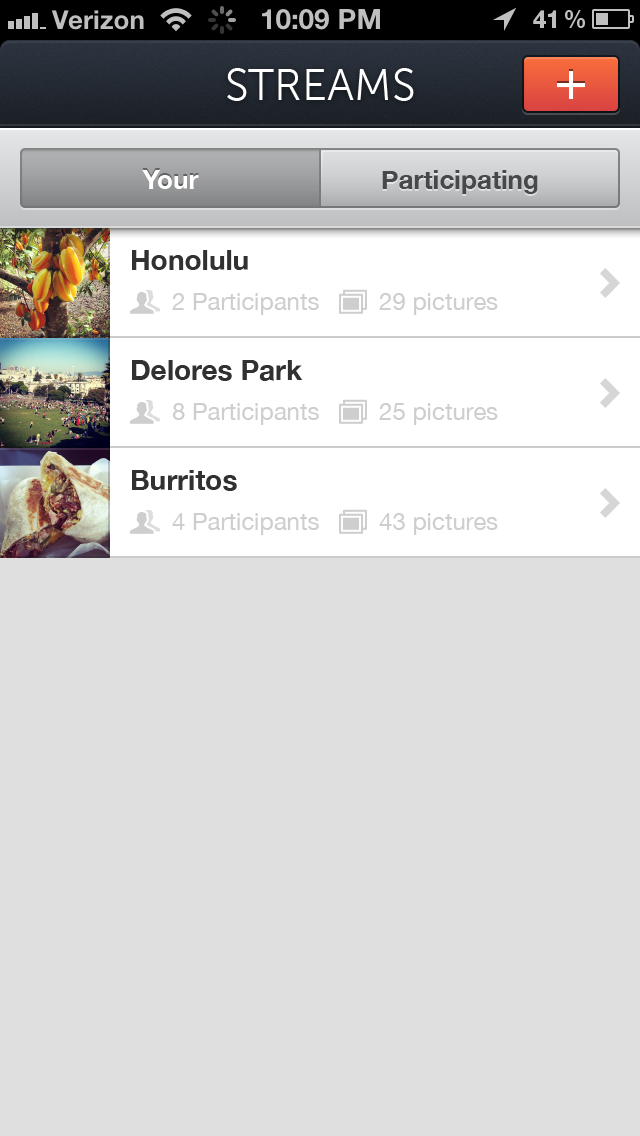 Verizon 10:09 PM 41 %
STREAMS +
Your Participating
Honolulu
2 Participants 29 pictures
Delores Park
8 Participants 25 pictures
Burritos
4 Participants 43 pictures